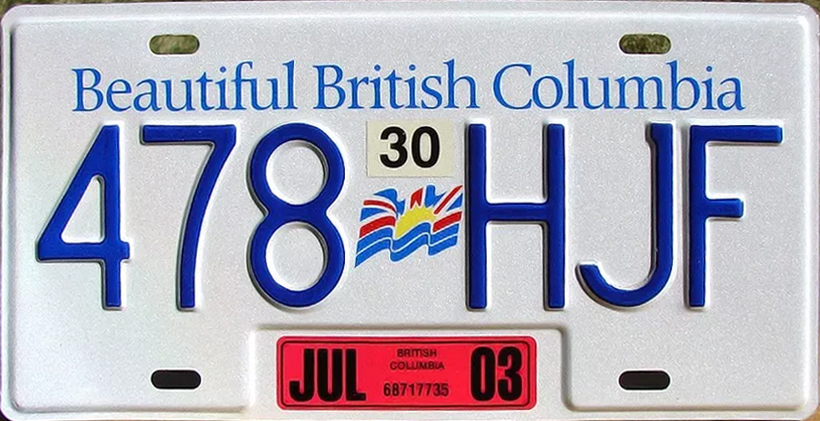 Beautiful British Columbia
478 30 HJF
JUL BRITISH COLUMBIA 68717735 03